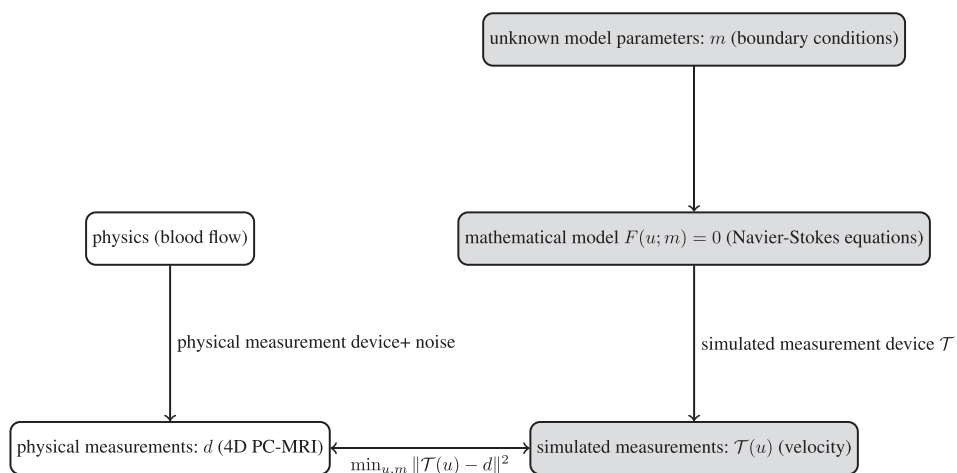 unknown model parameters: m (boundary conditions)
physics (blood flow)
mathematical model F(u; m) = 0 (Navier-Stokes equations)
physical measurement device+ noise
simulated measurement device 𝒯
physical measurements: d (4D PC-MRI)
min_{u,m} ‖𝒯(u) − d‖²
simulated measurements: 𝒯(u) (velocity)